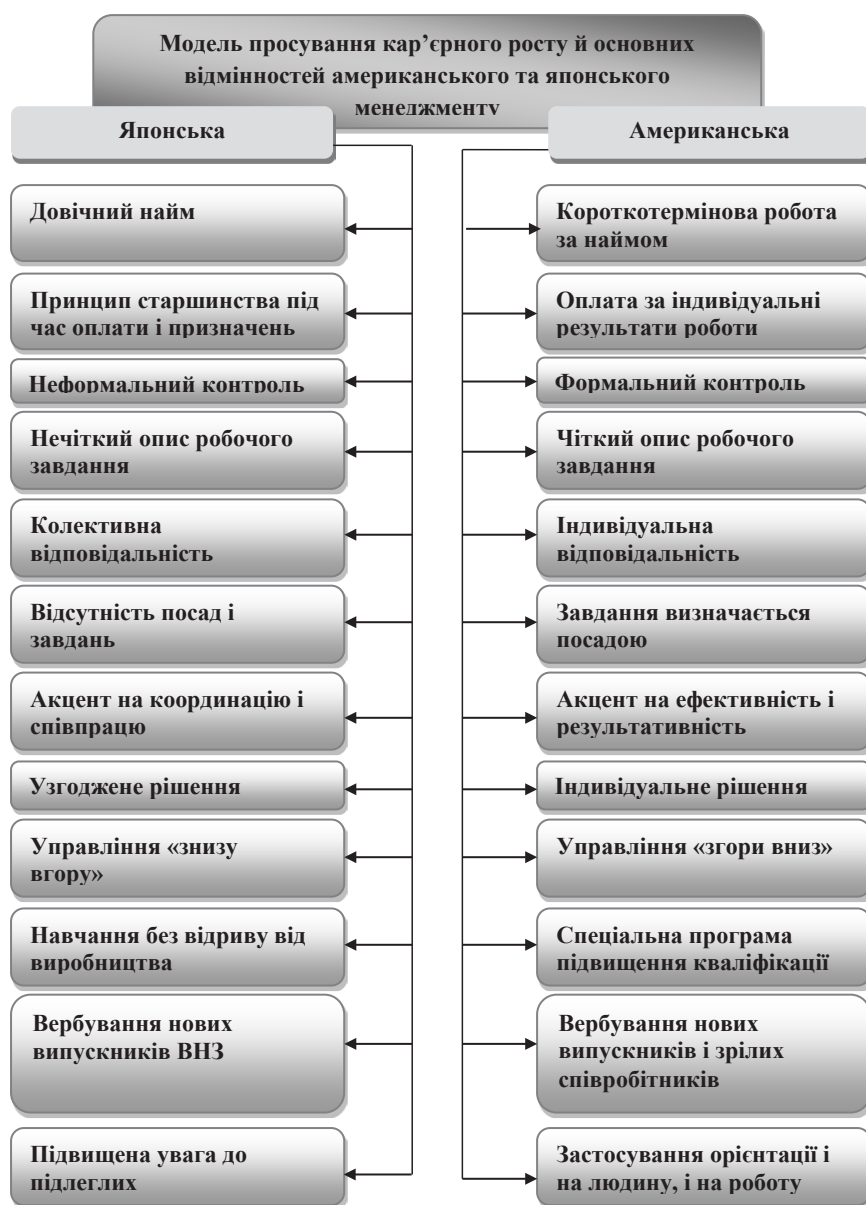 Модель просування кар’єрного росту й основних
відмінностей американського та японського
менеджменту
Японська
Американська
Довічний найм
Короткотермінова робота
за наймом
Принцип старшинства під
час оплати і призначень
Оплата за індивідуальні
результати роботи
Неформальний контроль
Формальний контроль
Нечіткий опис робочого
завдання
Чіткий опис робочого
завдання
Колективна
відповідальність
Індивідуальна
відповідальність
Відсутність посад і
завдань
Завдання визначається
посадою
Акцент на координацію і
співпрацю
Акцент на ефективність і
результативність
Узгоджене рішення
Індивідуальне рішення
Управління «знизу
вгору»
Управління «згори вниз»
Навчання без відриву від
виробництва
Спеціальна програма
підвищення кваліфікації
Вербування нових
випускників ВНЗ
Вербування нових
випускників і зрілих
співробітників
Підвищена увага до
підлеглих
Застосування орієнтації і
на людину, і на роботу